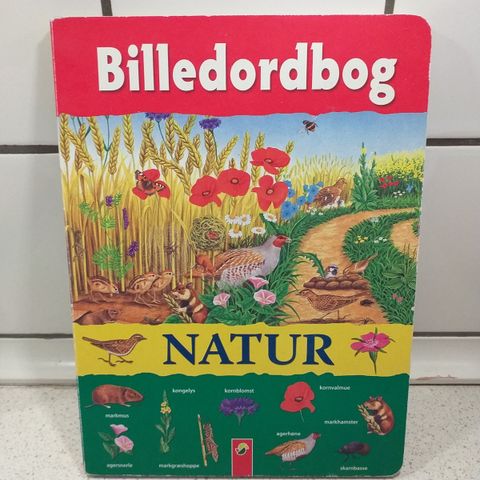 Billedordbog
NATUR
kongelys
kornblomst
kornvalmue
markmus
markhamster
agerhøne
agersnerle
markgræshoppe
skarnbasse